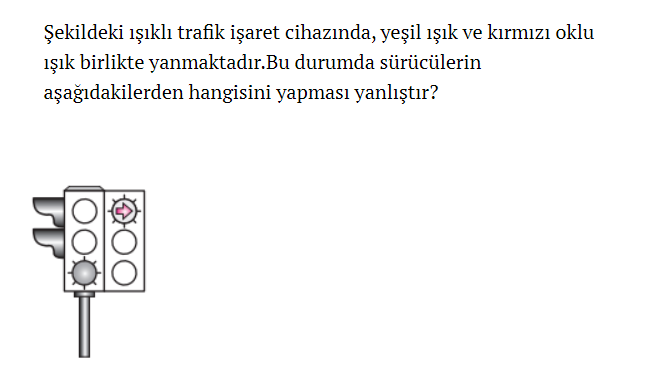 Şekildeki ışıklı trafik işaret cihazında, yeşil ışık ve kırmızı oklu
ışık birlikte yanmaktadır.Bu durumda sürücülerin
aşağıdakilerden hangisini yapması yanlıştır?